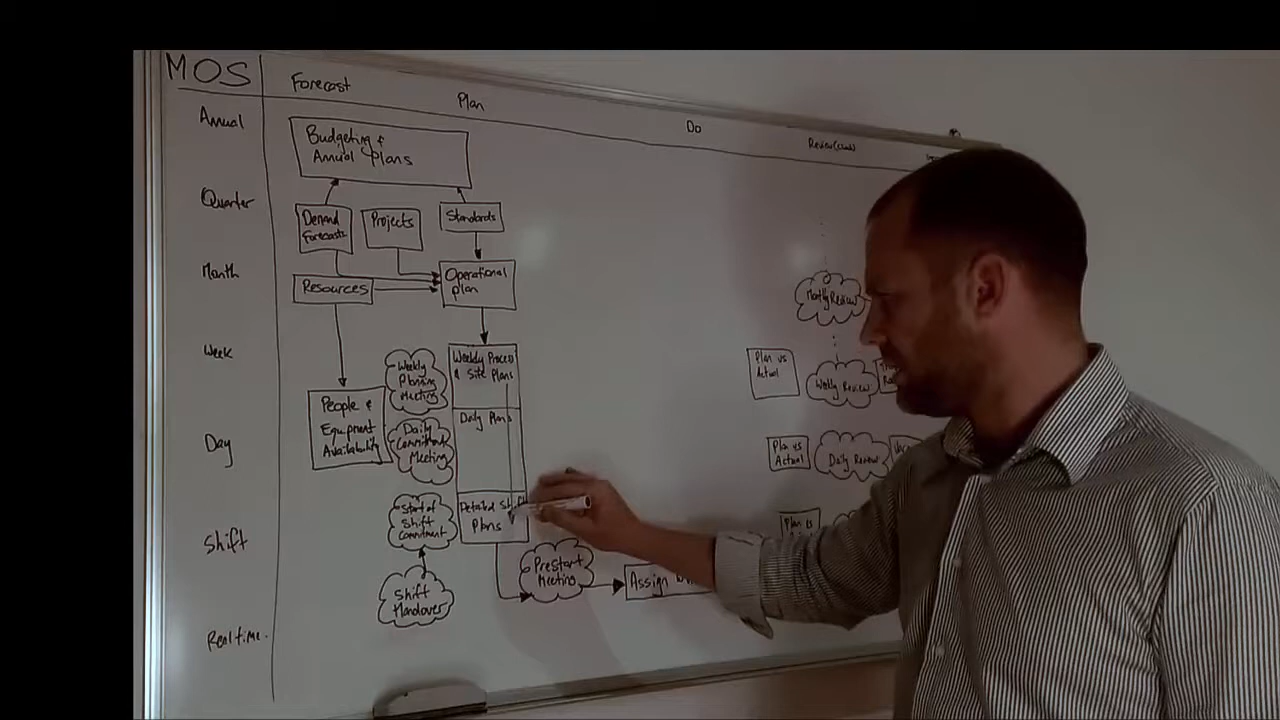 MOS
Forecast
Plan
Do
Annual
Budgeting &
Annual Plans
Quarter
Demand
Forecasts
Projects
Standards
Month
Resources
Operational
Plan
Monthly Review
Week
Weekly
Planning
Meeting
Weekly Process
& Site Plans
Plan vs
Actual
Weekly Review
People &
Equipment
Availability
Day
Daily
Commitment
Meeting
Daily Plans
Plan vs
Actual
Daily Review
Shift
Start of
Shift
Commitment
Detailed
Plans
Plan vs
Shift
Handover
Prestart
Meeting
Assign
Real time.